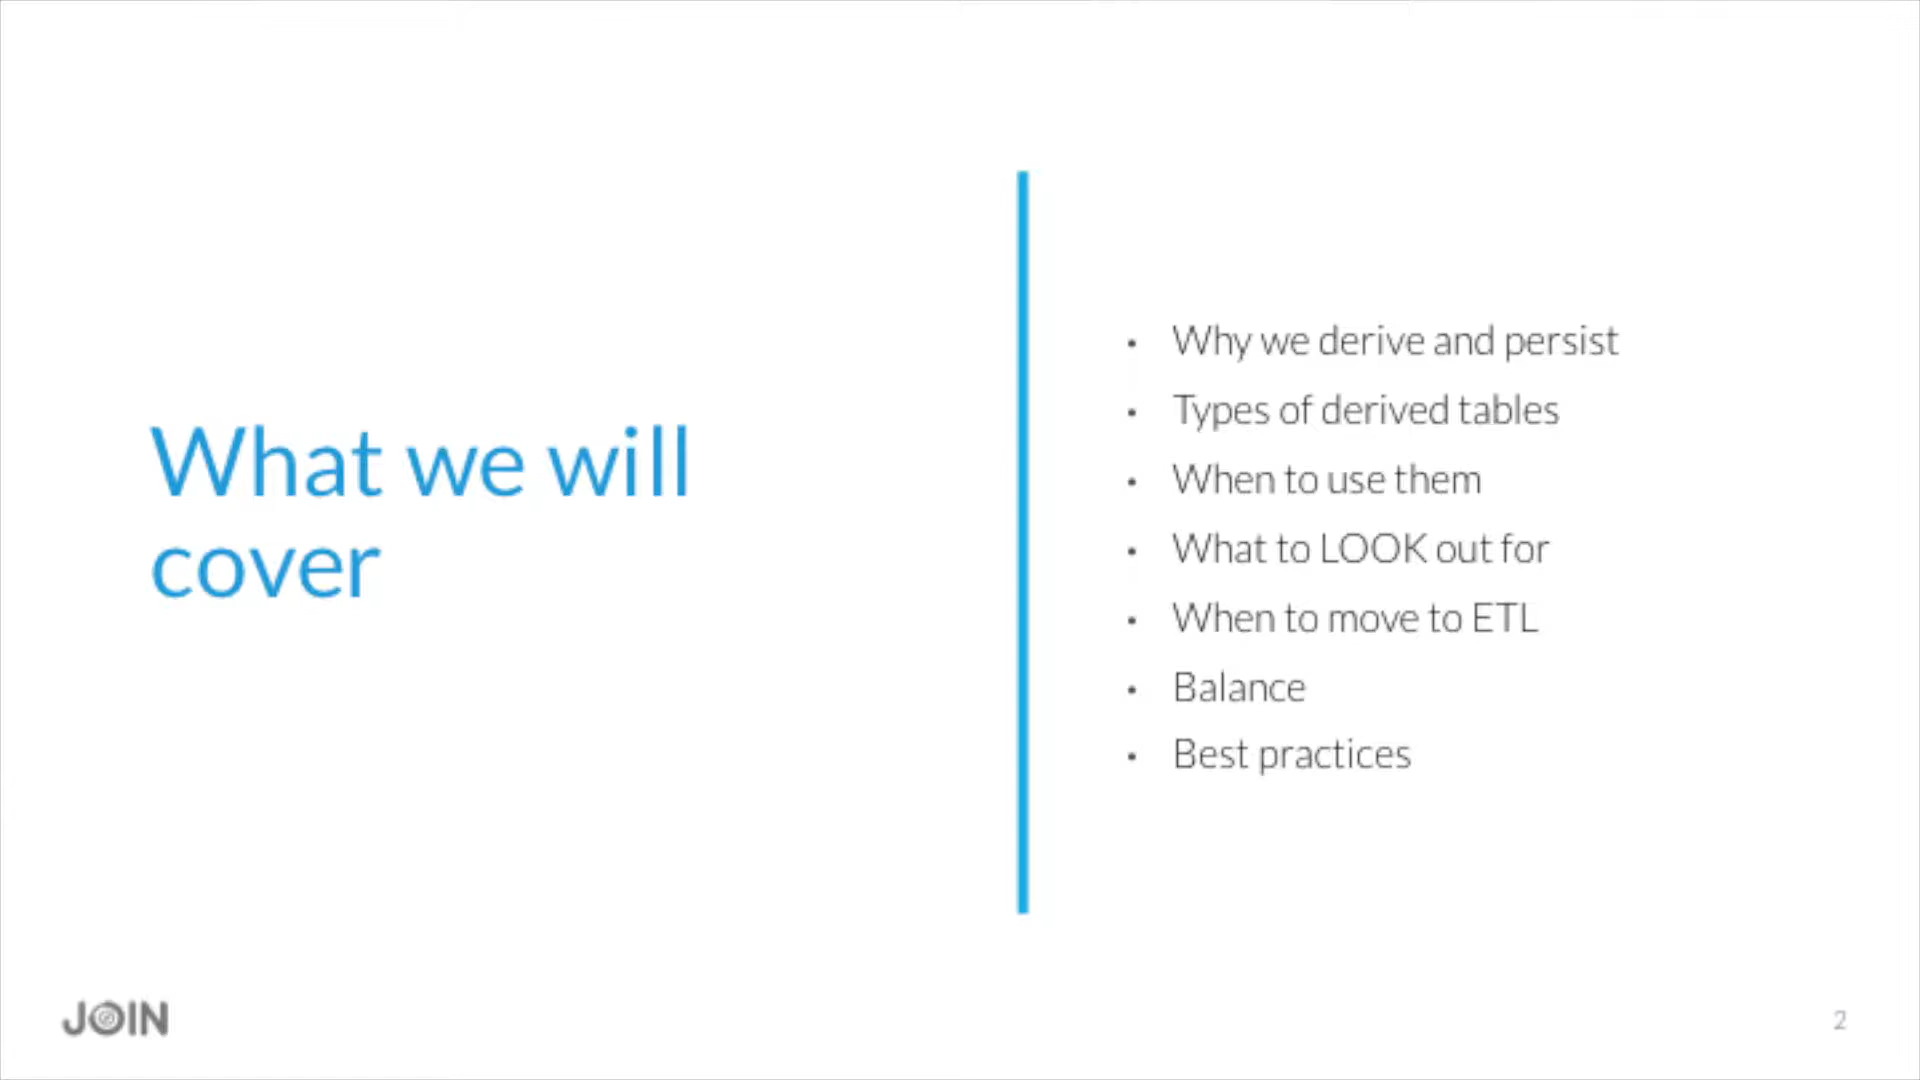 What we will
cover
• Why we derive and persist
• Types of derived tables
• When to use them
• What to LOOK out for
• When to move to ETL
• Balance
• Best practices
JOIN
2